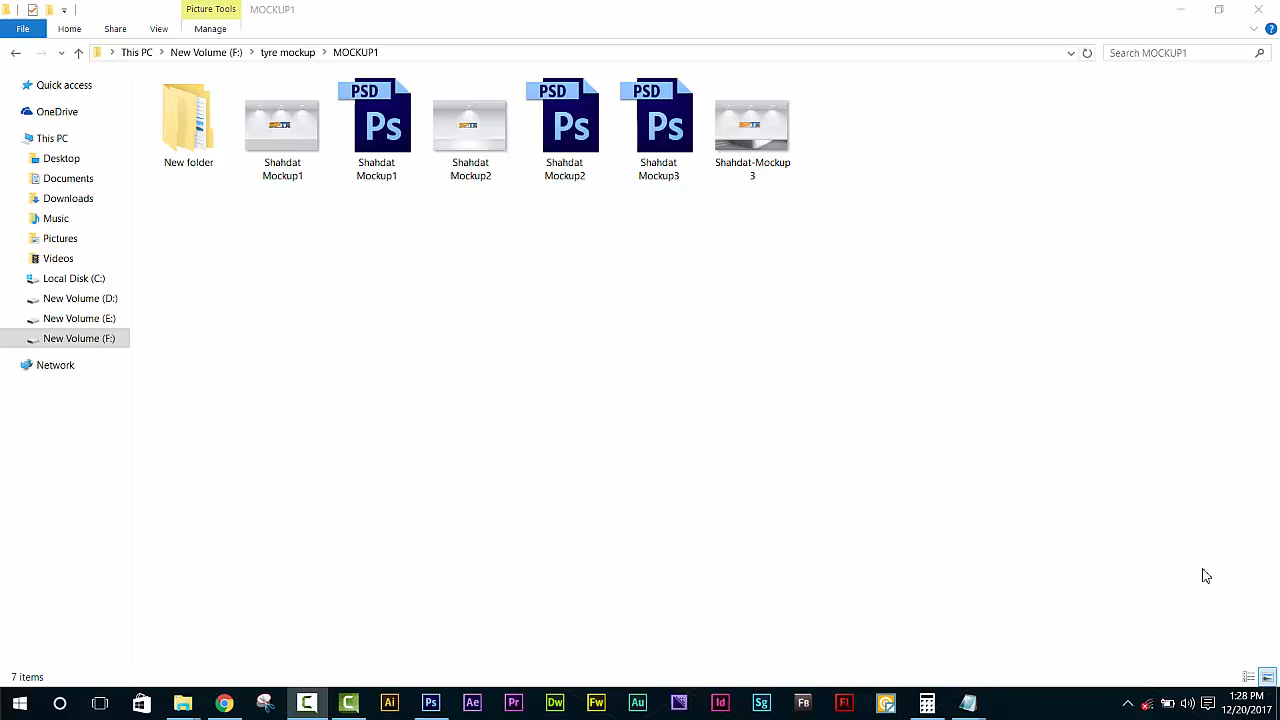 Picture Tools
MOCKUP1
File
Home
Share
View
Manage
This PC
New Volume (F:)
tyre mockup
MOCKUP1
Search MOCKUP1
Quick access
OneDrive
This PC
Desktop
Documents
Downloads
Music
Pictures
Videos
Local Disk (C:)
New Volume (D:)
New Volume (E:)
New Volume (F:)
Network
New folder
Shahdat
Mockup1
PSD
Ps
Shahdat
Mockup1
Shahdat
Mockup2
PSD
Ps
Shahdat
Mockup2
PSD
Ps
Shahdat
Mockup3
Shahdat-Mockup
3
7 items
Ai
Ps
Ae
Pr
Dw
Fw
Au
Id
Sg
Fb
Fl
1:28 PM
12/20/2017